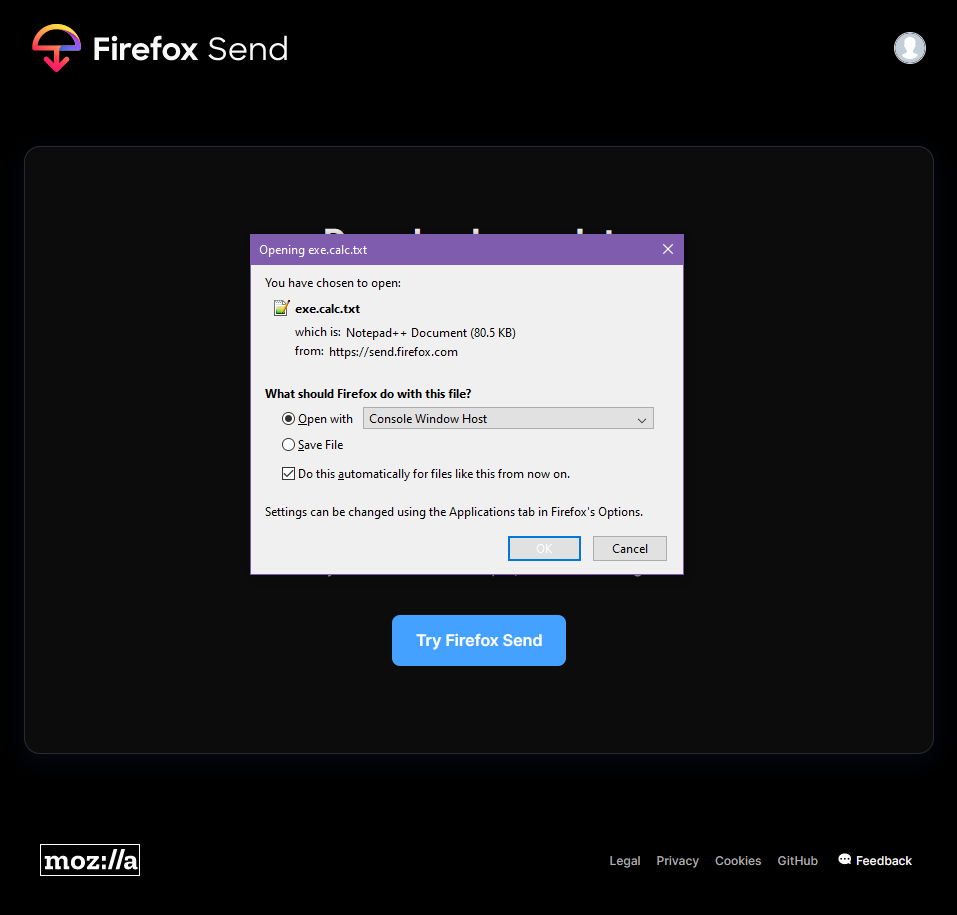 Firefox Send
Opening exe.calc.txt
You have chosen to open:
exe.calc.txt
which is: Notepad++ Document (80.5 KB)
from: https://send.firefox.com
What should Firefox do with this file?
Open with Console Window Host
Save File
Do this automatically for files like this from now on.
Settings can be changed using the Applications tab in Firefox's Options.
OK Cancel
Try Firefox Send
moz://a
Legal Privacy Cookies GitHub Feedback